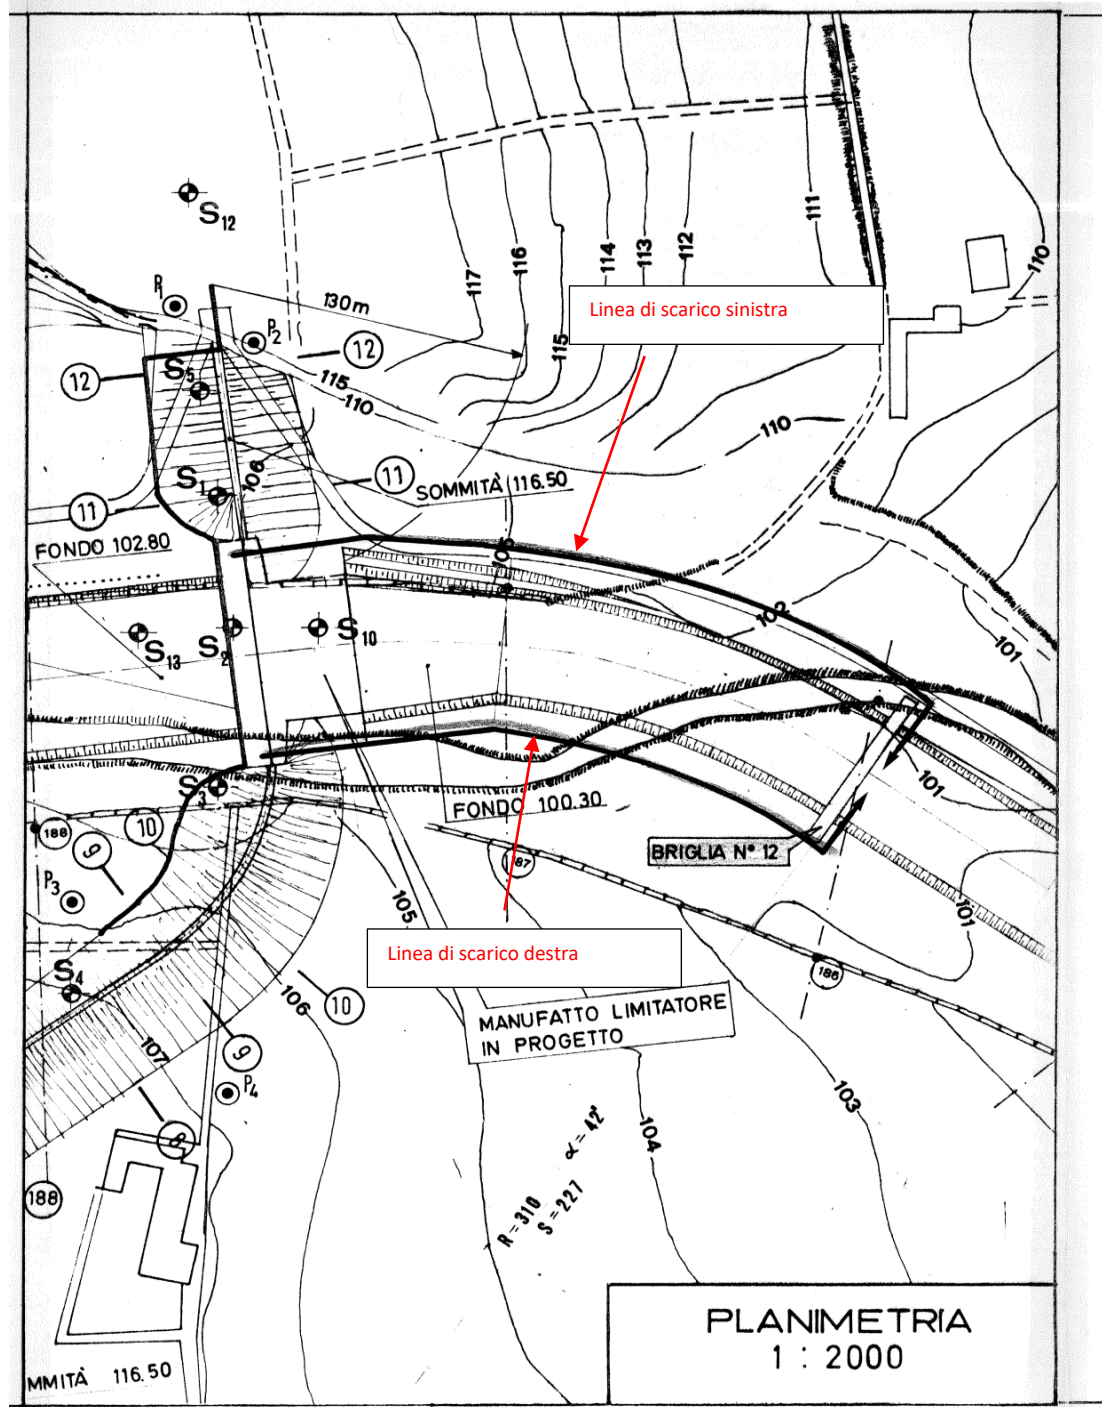 S12
P1
P2
130m
117
116
115
114
113
112
111
110
Linea di scarico sinistra
12
12
S5
115
110
110
106
11
11
S1
SOMMITÀ 116.50
FONDO 102.80
105
102
101
S13
S2
S10
101
S3
FONDO 100.30
BRIGLIA N° 12
188
10
9
187
P3
105
101
186
Linea di scarico destra
S4
106
10
MANUFATTO LIMITATORE
IN PROGETTO
107
9
P4
103
104
8
α = 42°
R = 310
S = 227
188
PLANIMETRIA
1 : 2000
MMITÀ 116.50